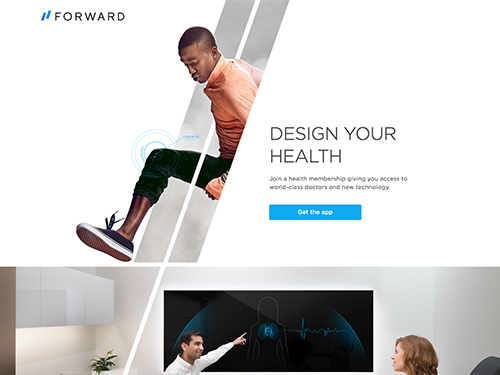 FORWARD
DESIGN YOUR
HEALTH
Join a health membership giving you access to
world-class doctors and new technology.
Get the app